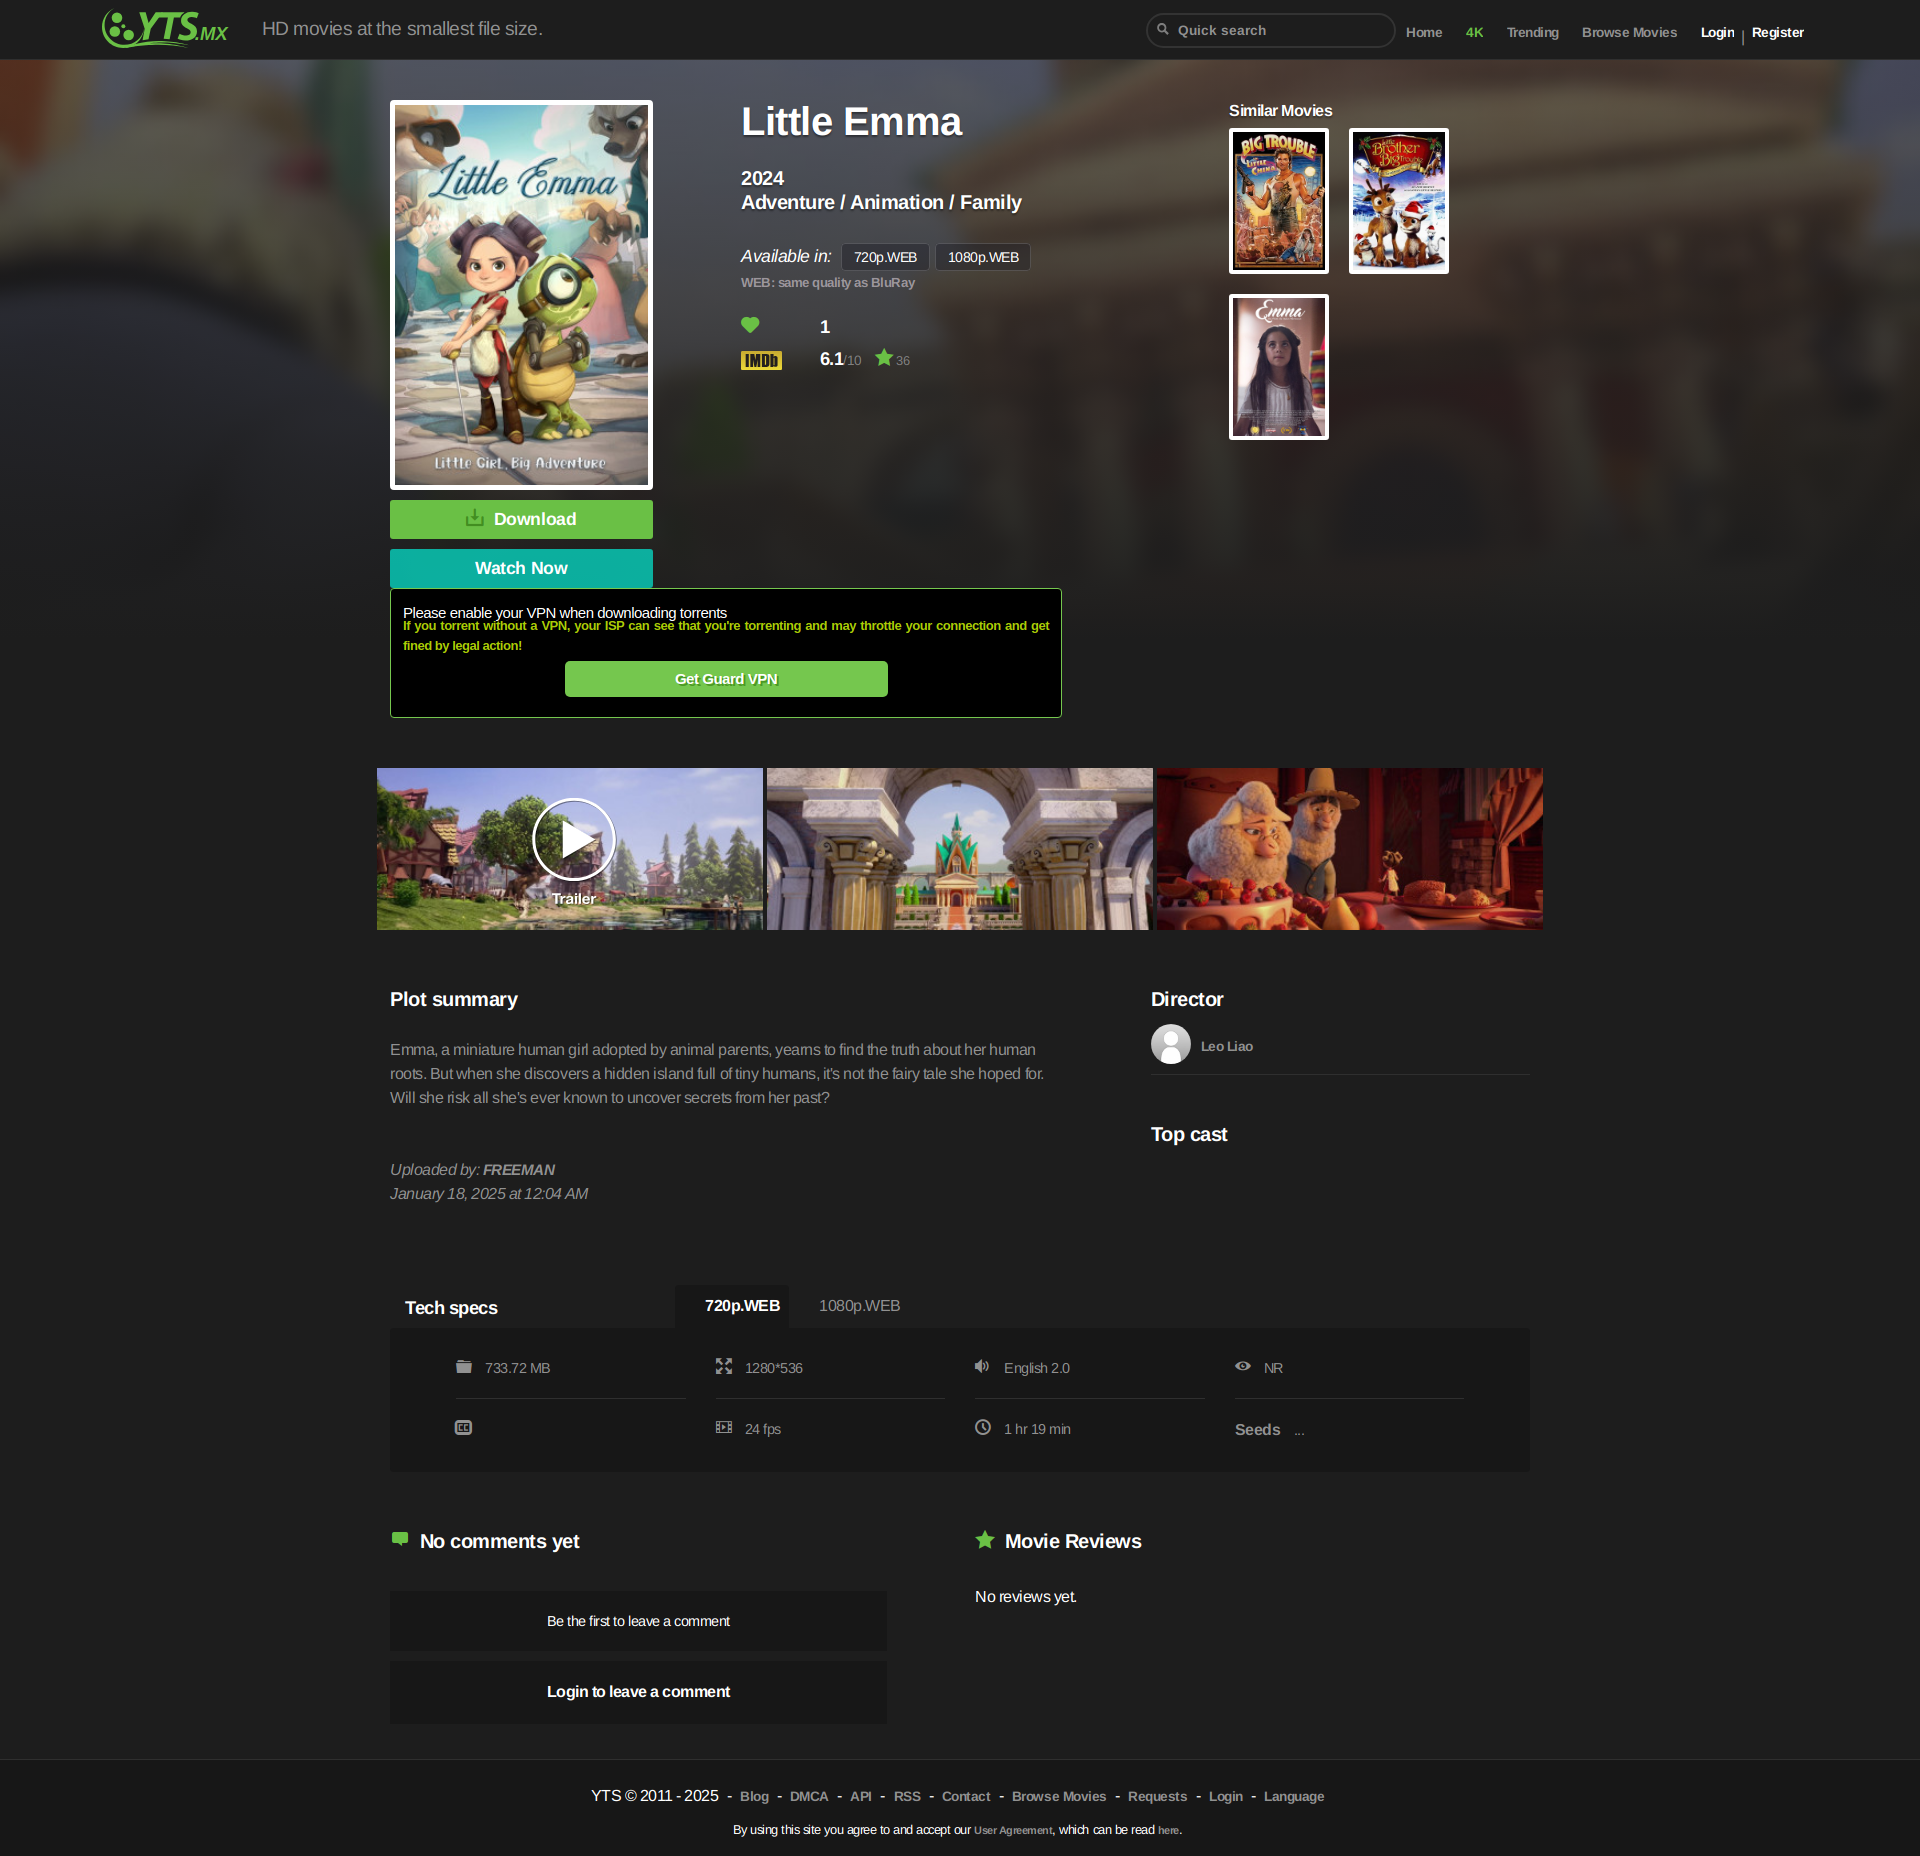 YTS.MX
HD movies at the smallest file size.
Quick search
Home
4K
Trending
Browse Movies
Login | Register
Little Emma
Little Girl, Big Adventure
Download
Watch Now
Little Emma
2024
Adventure / Animation / Family
Available in: 720p.WEB 1080p.WEB
WEB: same quality as BluRay
1
IMDb 6.1/10 36
Similar Movies
BIG TROUBLE
LITTLE CHINA
Brother
Big Trouble
Emma
Please enable your VPN when downloading torrents
If you torrent without a VPN, your ISP can see that you're torrenting and may throttle your connection and get
fined by legal action!
Get Guard VPN
Trailer
Plot summary
Emma, a miniature human girl adopted by animal parents, yearns to find the truth about her human
roots. But when she discovers a hidden island full of tiny humans, it's not the fairy tale she hoped for.
Will she risk all she's ever known to uncover secrets from her past?
Uploaded by: FREEMAN
January 18, 2025 at 12:04 AM
Director
Leo Liao
Top cast
Tech specs
720p.WEB
1080p.WEB
733.72 MB
1280*536
English 2.0
NR
CC
24 fps
1 hr 19 min
Seeds ...
No comments yet
Be the first to leave a comment
Login to leave a comment
Movie Reviews
No reviews yet.
YTS © 2011 - 2025 - Blog - DMCA - API - RSS - Contact - Browse Movies - Requests - Login - Language
By using this site you agree to and accept our User Agreement, which can be read here.